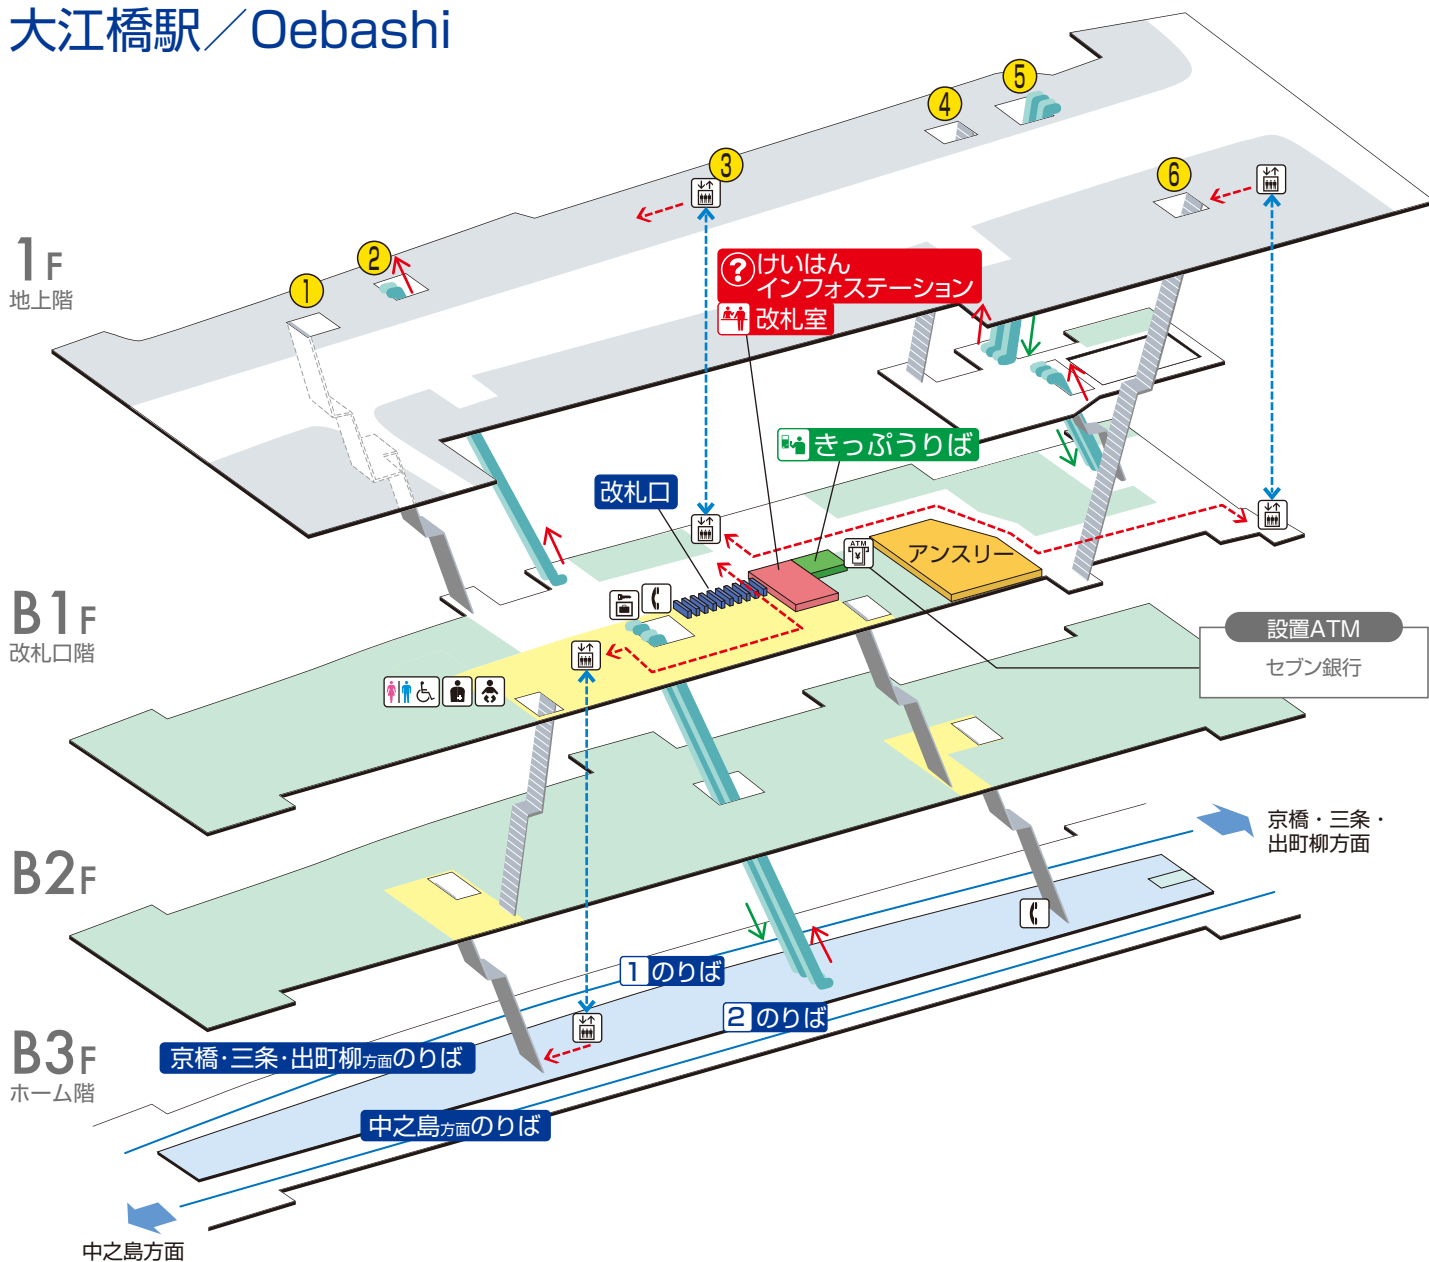 大江橋駅／Oebashi
5
4
3
6
2
1
1F
地上階
? けいはん
インフォステーション
改札室
きっぷうりば
改札口
ATM
¥
アンスリー
B1F
改札口階
設置ATM
セブン銀行
京橋・三条・
出町柳方面
B2F
1 のりば
2 のりば
B3F
ホーム階
京橋・三条・出町柳方面のりば
中之島方面のりば
中之島方面